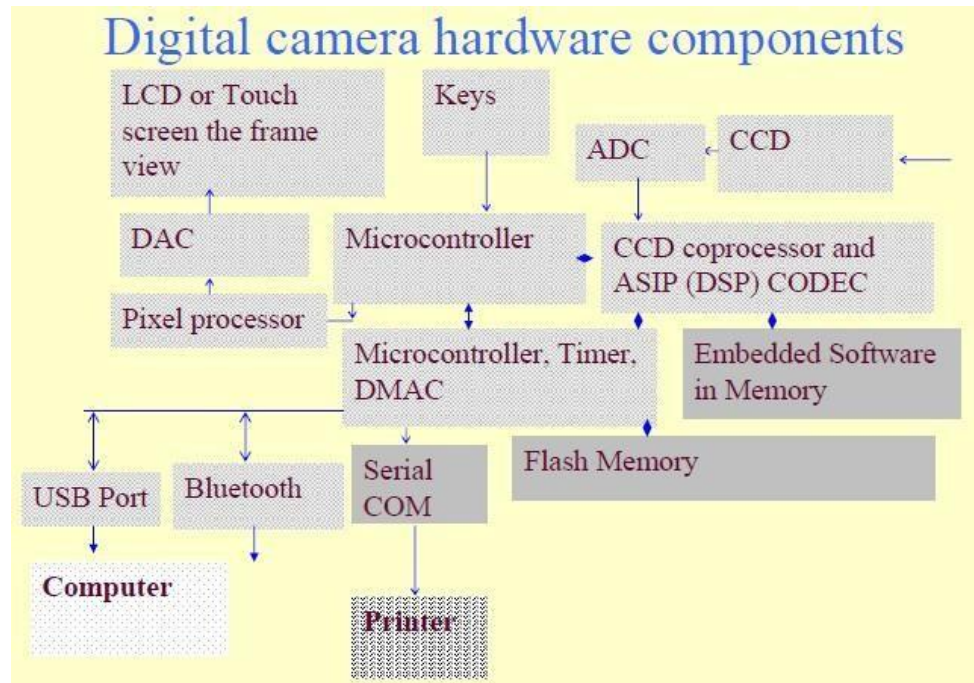 Digital camera hardware components
LCD or Touch
screen the frame
view
Keys
ADC
CCD
DAC
Microcontroller
CCD coprocessor and
ASIP (DSP) CODEC
Pixel processor
Microcontroller, Timer,
DMAC
Embedded Software
in Memory
USB Port
Bluetooth
Serial
COM
Flash Memory
Computer
Printer